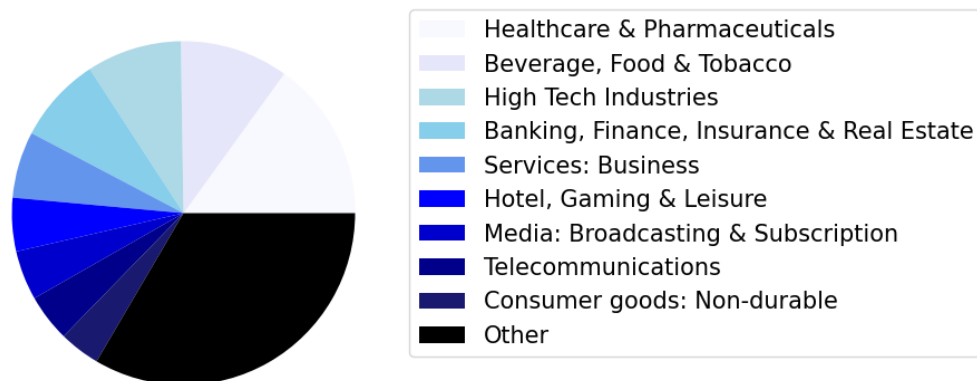 Healthcare & Pharmaceuticals
Beverage, Food & Tobacco
High Tech Industries
Banking, Finance, Insurance & Real Estate
Services: Business
Hotel, Gaming & Leisure
Media: Broadcasting & Subscription
Telecommunications
Consumer goods: Non-durable
Other